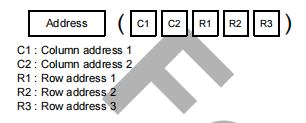 Address ( C1 C2 R1 R2 R3 )
C1 : Column address 1
C2 : Column address 2
R1 : Row address 1
R2 : Row address 2
R3 : Row address 3